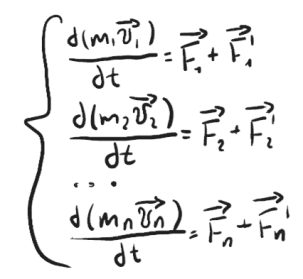 d(m₁v⃗₁)/dt = F⃗₁ + F⃗₁'
d(m₂v⃗₂)/dt = F⃗₂ + F⃗₂'
...
d(mₙv⃗ₙ)/dt = F⃗ₙ + F⃗ₙ'